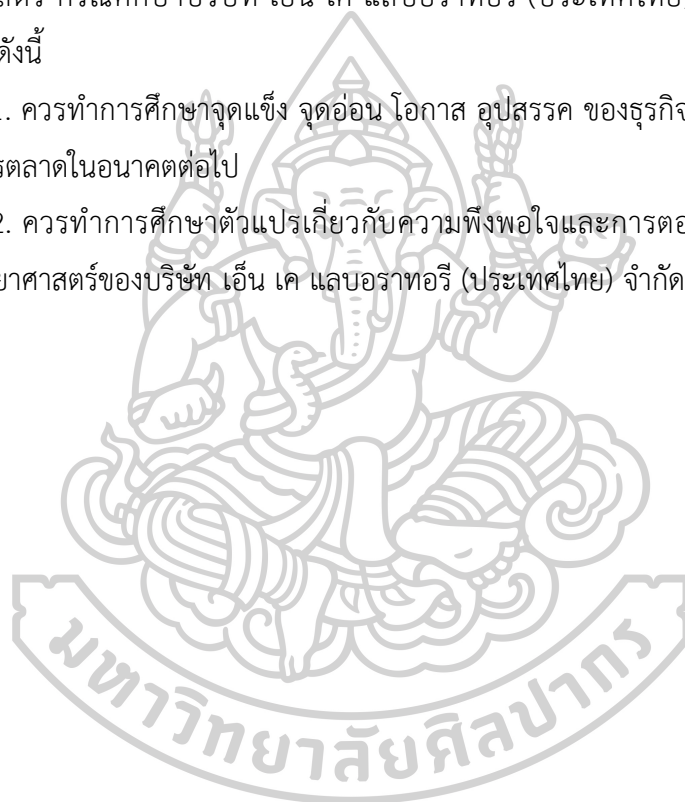 ดังนี้
. ควรทำการศึกษาจุดแข็ง จุดอ่อน โอกาส อุปสรรค ของธุรกิจ
รตลาดในอนาคตต่อไป
2. ควรทำการศึกษาตัวแปรเกี่ยวกับความพึงพอใจและการตอ
ยาศาสตร์ของบริษัท เอ็น เค แลบอราทอรี (ประเทศไทย) จำกัด
มหาวิทยาลัยศิลปากร